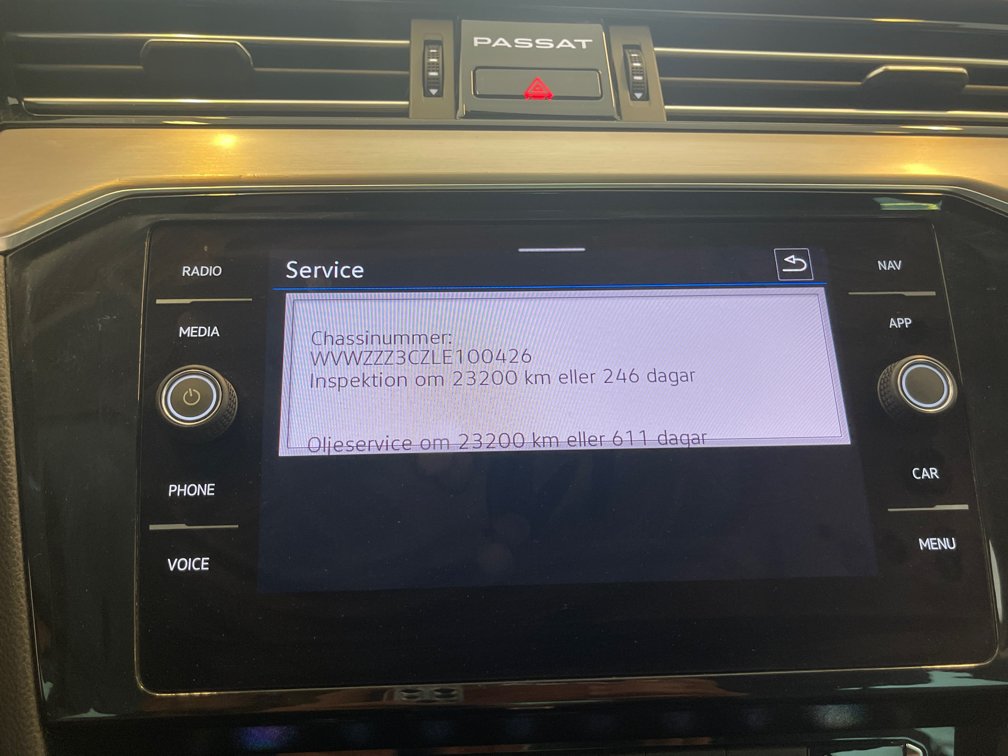 PASSAT
RADIO
MEDIA
PHONE
VOICE
Service
Chassinummer:
WVWZZZ3CZLE100426
Inspektion om 23200 km eller 246 dagar
Oljeservice om 23200 km eller 611 dagar
NAV
APP
CAR
MENU